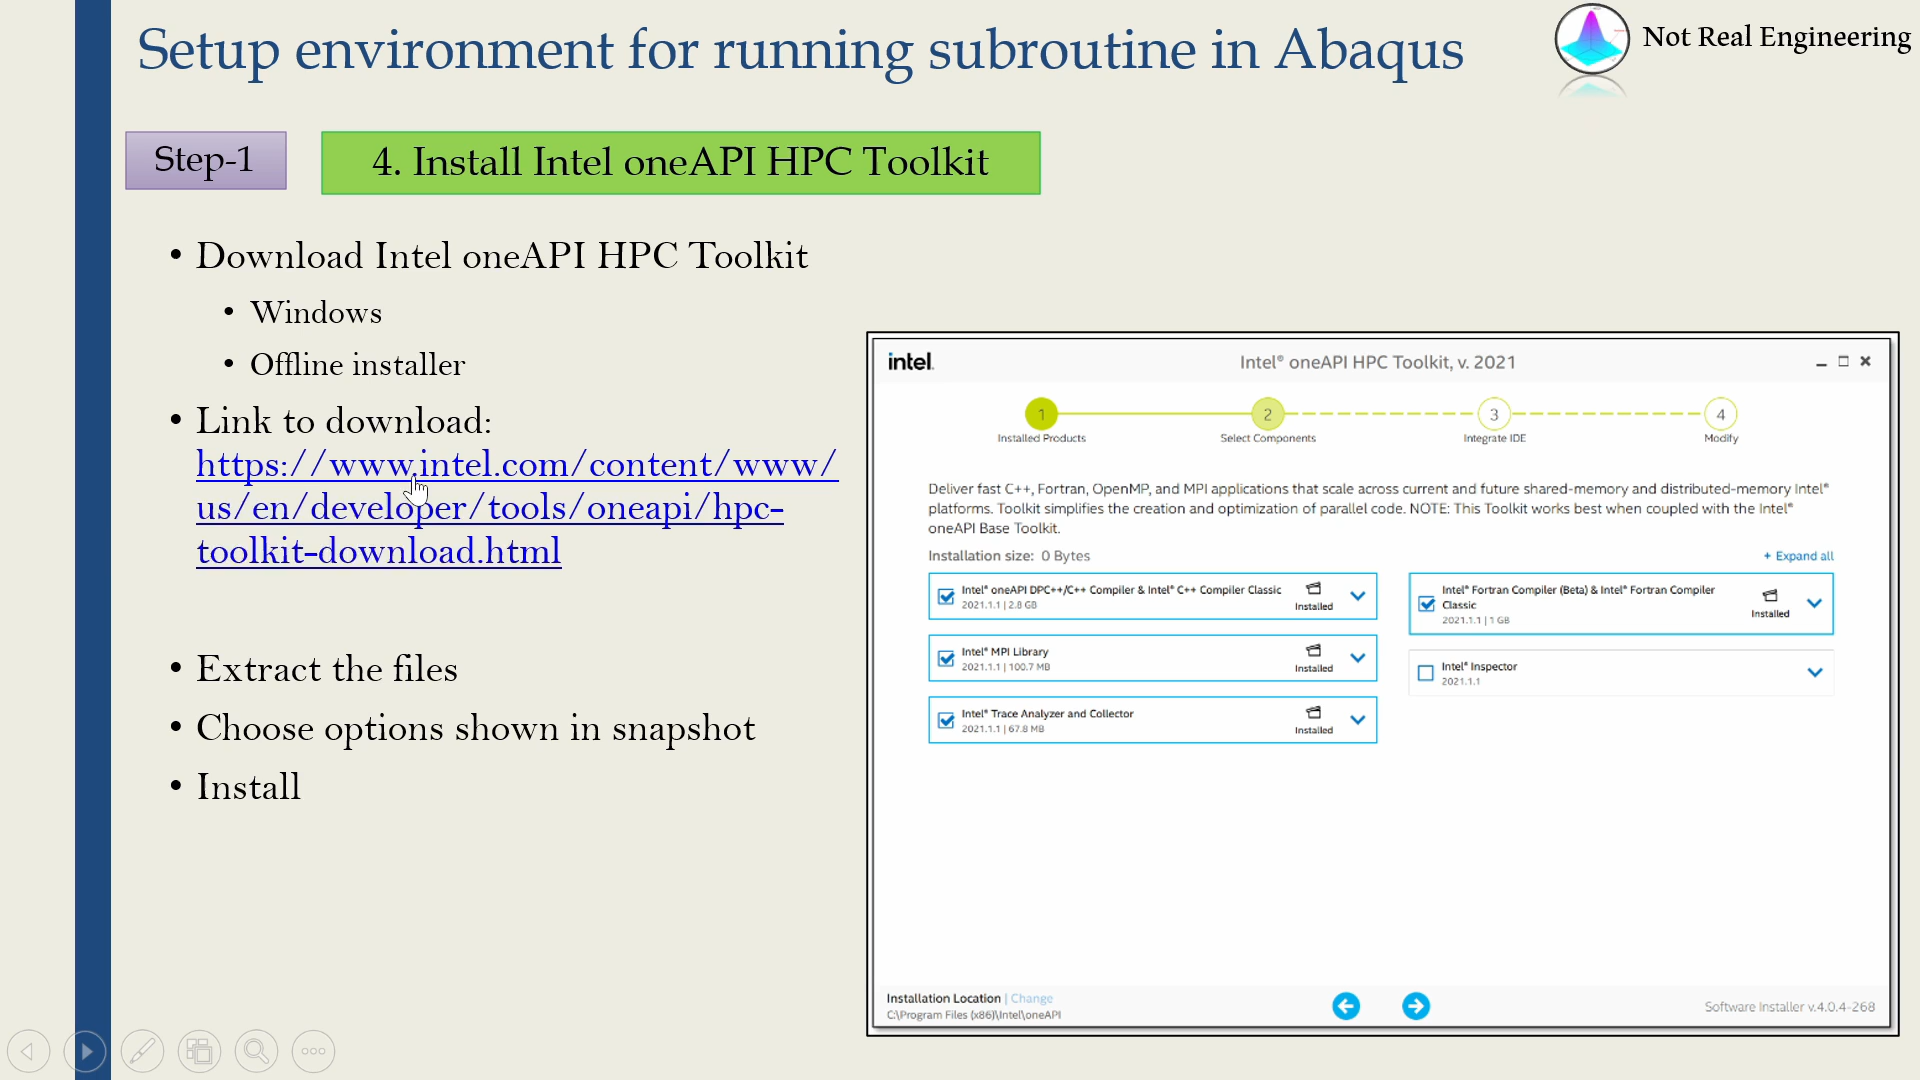 Setup environment for running subroutine in Abaqus
Not Real Engineering
Step-1
4. Install Intel oneAPI HPC Toolkit
• Download Intel oneAPI HPC Toolkit
• Windows
• Offline installer
• Link to download:
https://www.intel.com/content/www/
us/en/developer/tools/oneapi/hpc-
toolkit-download.html
• Extract the files
• Choose options shown in snapshot
• Install
intel.
Intel® oneAPI HPC Toolkit, v. 2021
1
2
3
4
Installed Products
Select Components
Integrate IDE
Modify
Deliver fast C++, Fortran, OpenMP, and MPI applications that scale across current and future shared-memory and distributed-memory Intel®
platforms. Toolkit simplifies the creation and optimization of parallel code. NOTE: This Toolkit works best when coupled with the Intel®
oneAPI Base Toolkit.
Installation size: 0 Bytes
+ Expand all
Intel® oneAPI DPC++/C++ Compiler & Intel® C++ Compiler Classic
2021.1.1 | 2.8 GB
Installed
Intel® MPI Library
2021.1.1 | 100.7 MB
Installed
Intel® Trace Analyzer and Collector
2021.1.1 | 67.8 MB
Installed
Intel® Fortran Compiler (Beta) & Intel® Fortran Compiler
Classic
2021.1.1 | 1 GB
Installed
Intel® Inspector
2021.1.1
Installation Location | Change
C:\Program Files (x86)\Intel\oneAPI
Software Installer v.4.0.4-268